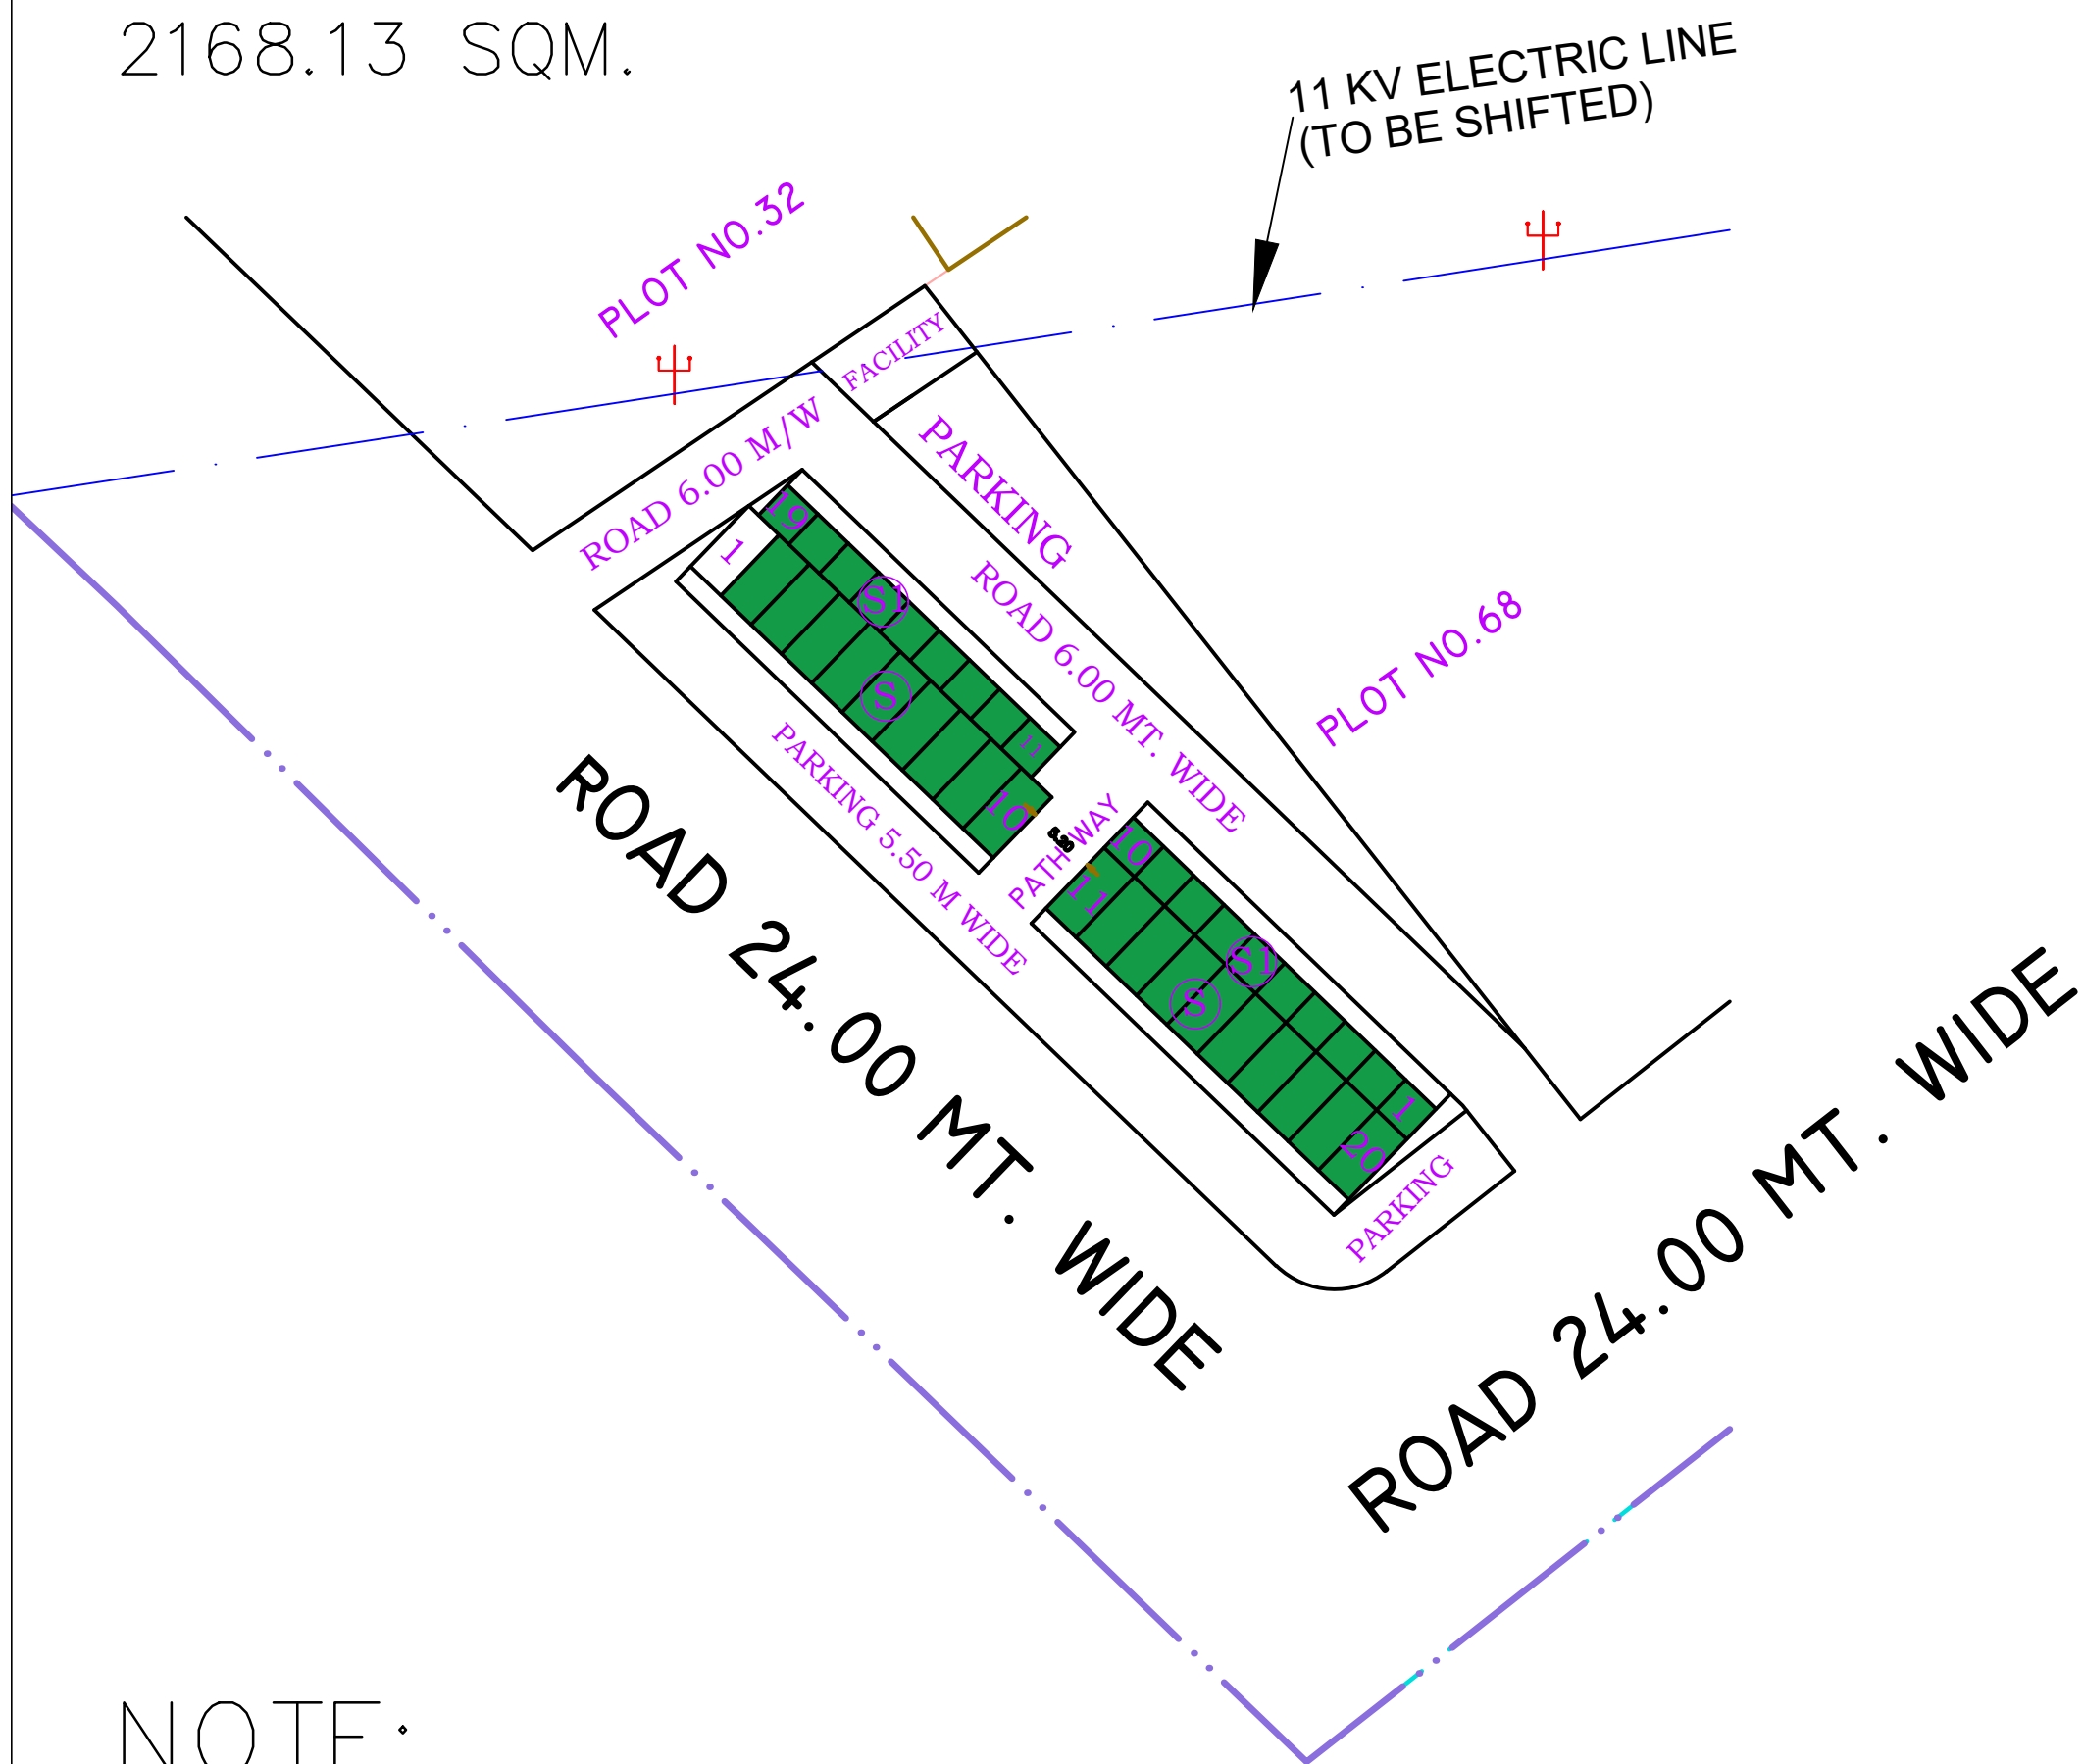 2168.13 SQM.
11 KV ELECTRIC LINE
(TO BE SHIFTED)
PLOT NO.32
FACILITY
ROAD 6.00 M/W
PARKING
19
1
S1
S
11
10
ROAD 6.00 MT. WIDE
PLOT NO.68
PARKING 5.50 M WIDE
PATH WAY
10
11
S1
S
1
20
PARKING
ROAD 24.00 MT. WIDE
ROAD 24.00 MT. WIDE
NOTE: